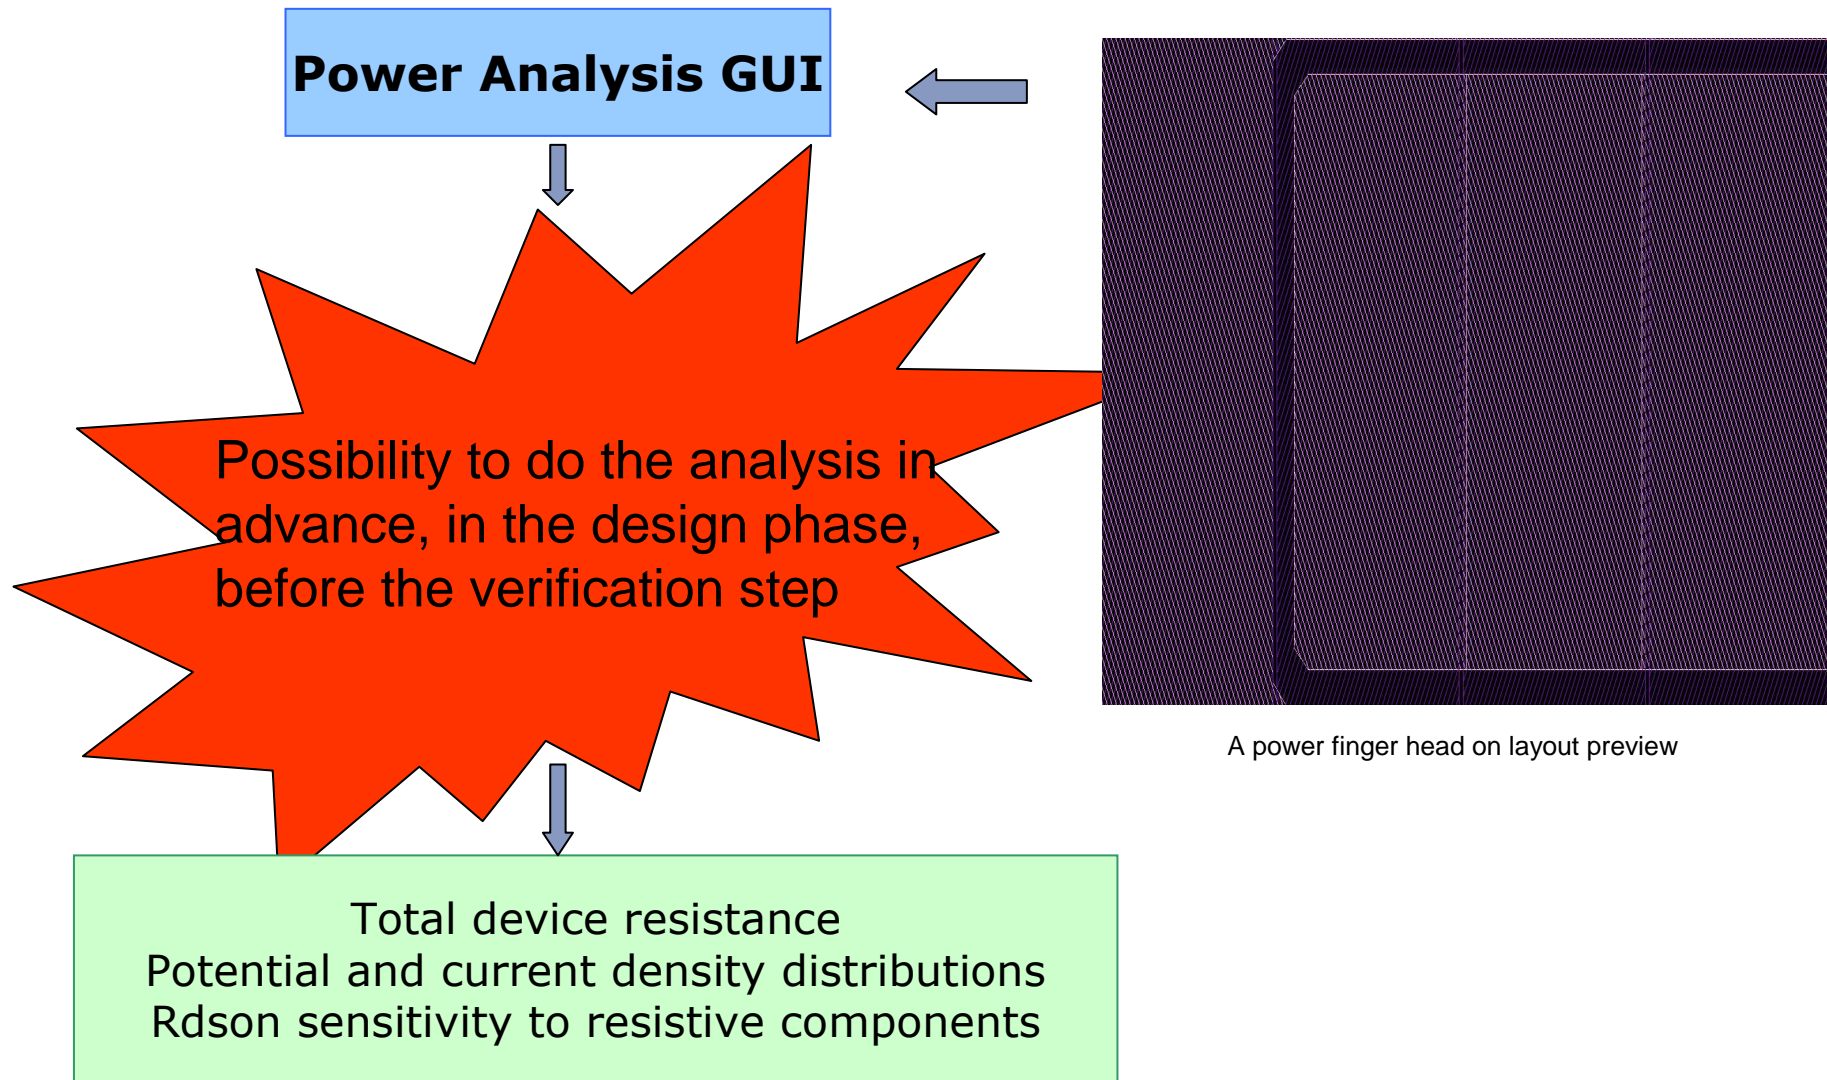 Power Analysis GUI
Possibility to do the analysis in
advance, in the design phase,
before the verification step
A power finger head on layout preview
Total device resistance
Potential and current density distributions
Rdson sensitivity to resistive components